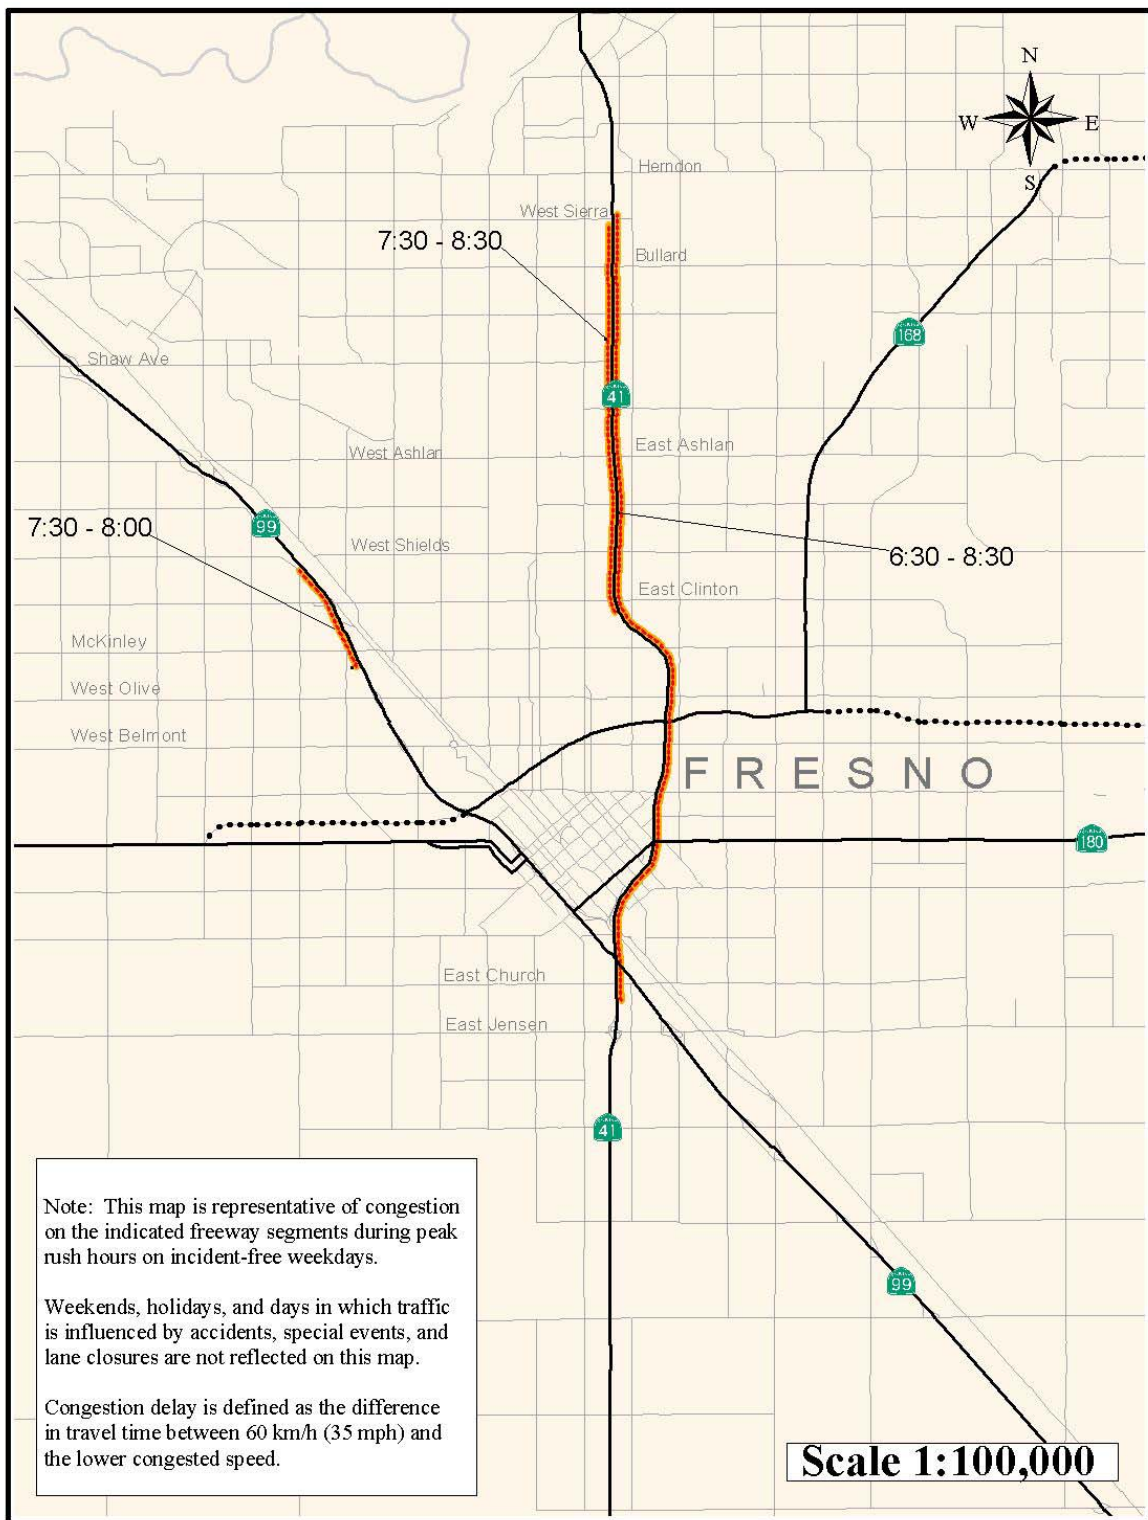 N
W
E
S
Herndon
West Sierra
7:30 - 8:30
Bullard
168
Shaw Ave
41
East Ashlan
West Ashlan
99
7:30 - 8:00
West Shields
6:30 - 8:30
East Clinton
McKinley
West Olive
West Belmont
FRESNO
180
East Church
East Jensen
41
99
Note: This map is representative of congestion
on the indicated freeway segments during peak
rush hours on incident-free weekdays.
Weekends, holidays, and days in which traffic
is influenced by accidents, special events, and
lane closures are not reflected on this map.
Congestion delay is defined as the difference
in travel time between 60 km/h (35 mph) and
the lower congested speed.
Scale 1:100,000